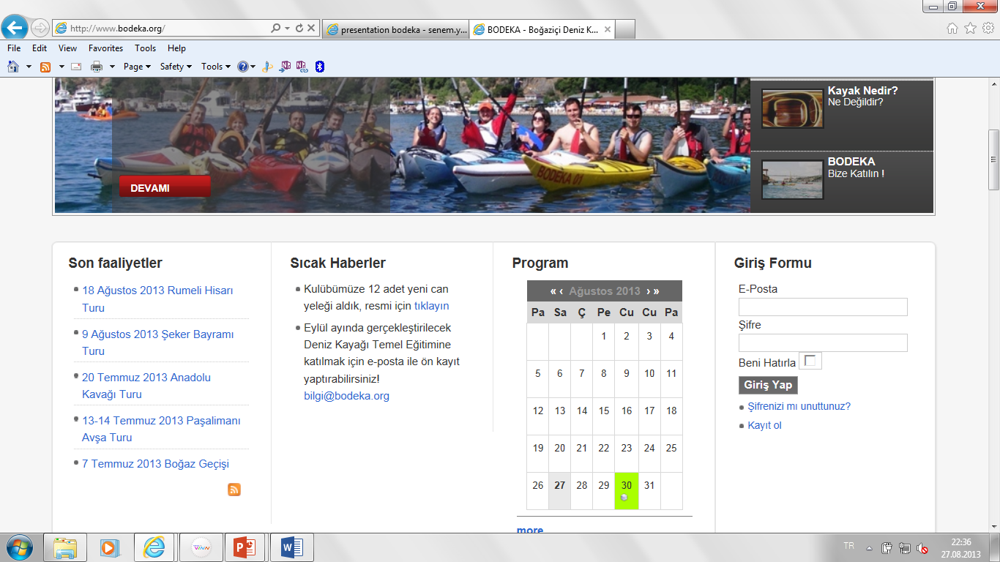 http://www.bodeka.org/
presentation bodeka - senem.y...
BODEKA - Boğaziçi Deniz K...
File Edit View Favorites Tools Help
Page Safety Tools
Kayak Nedir?
Ne Değildir?
BODEKA
Bize Katılın !
DEVAMI
BODEKA 01
Son faaliyetler
18 Ağustos 2013 Rumeli Hisarı
Turu
9 Ağustos 2013 Şeker Bayramı
Turu
20 Temmuz 2013 Anadolu
Kavağı Turu
13-14 Temmuz 2013 Paşalimanı
Avşa Turu
7 Temmuz 2013 Boğaz Geçişi
Sıcak Haberler
Kulübümüze 12 adet yeni can
yeleği aldık, resmi için tıklayın
Eylül ayında gerçekleştirilecek
Deniz Kayağı Temel Eğitimine
katılmak için e-posta ile ön kayıt
yaptırabilirsiniz!
bilgi@bodeka.org
Program
« ‹ Ağustos 2013 › »
Pa Sa Ç Pe Cu Cu Pa
1 2 3 4
5 6 7 8 9 10 11
12 13 14 15 16 17 18
19 20 21 22 23 24 25
26 27 28 29 30 31
more
Giriş Formu
E-Posta
Şifre
Beni Hatırla
Giriş Yap
Şifrenizi mı unuttunuz?
Kayıt ol
TR
22:36
27.08.2013